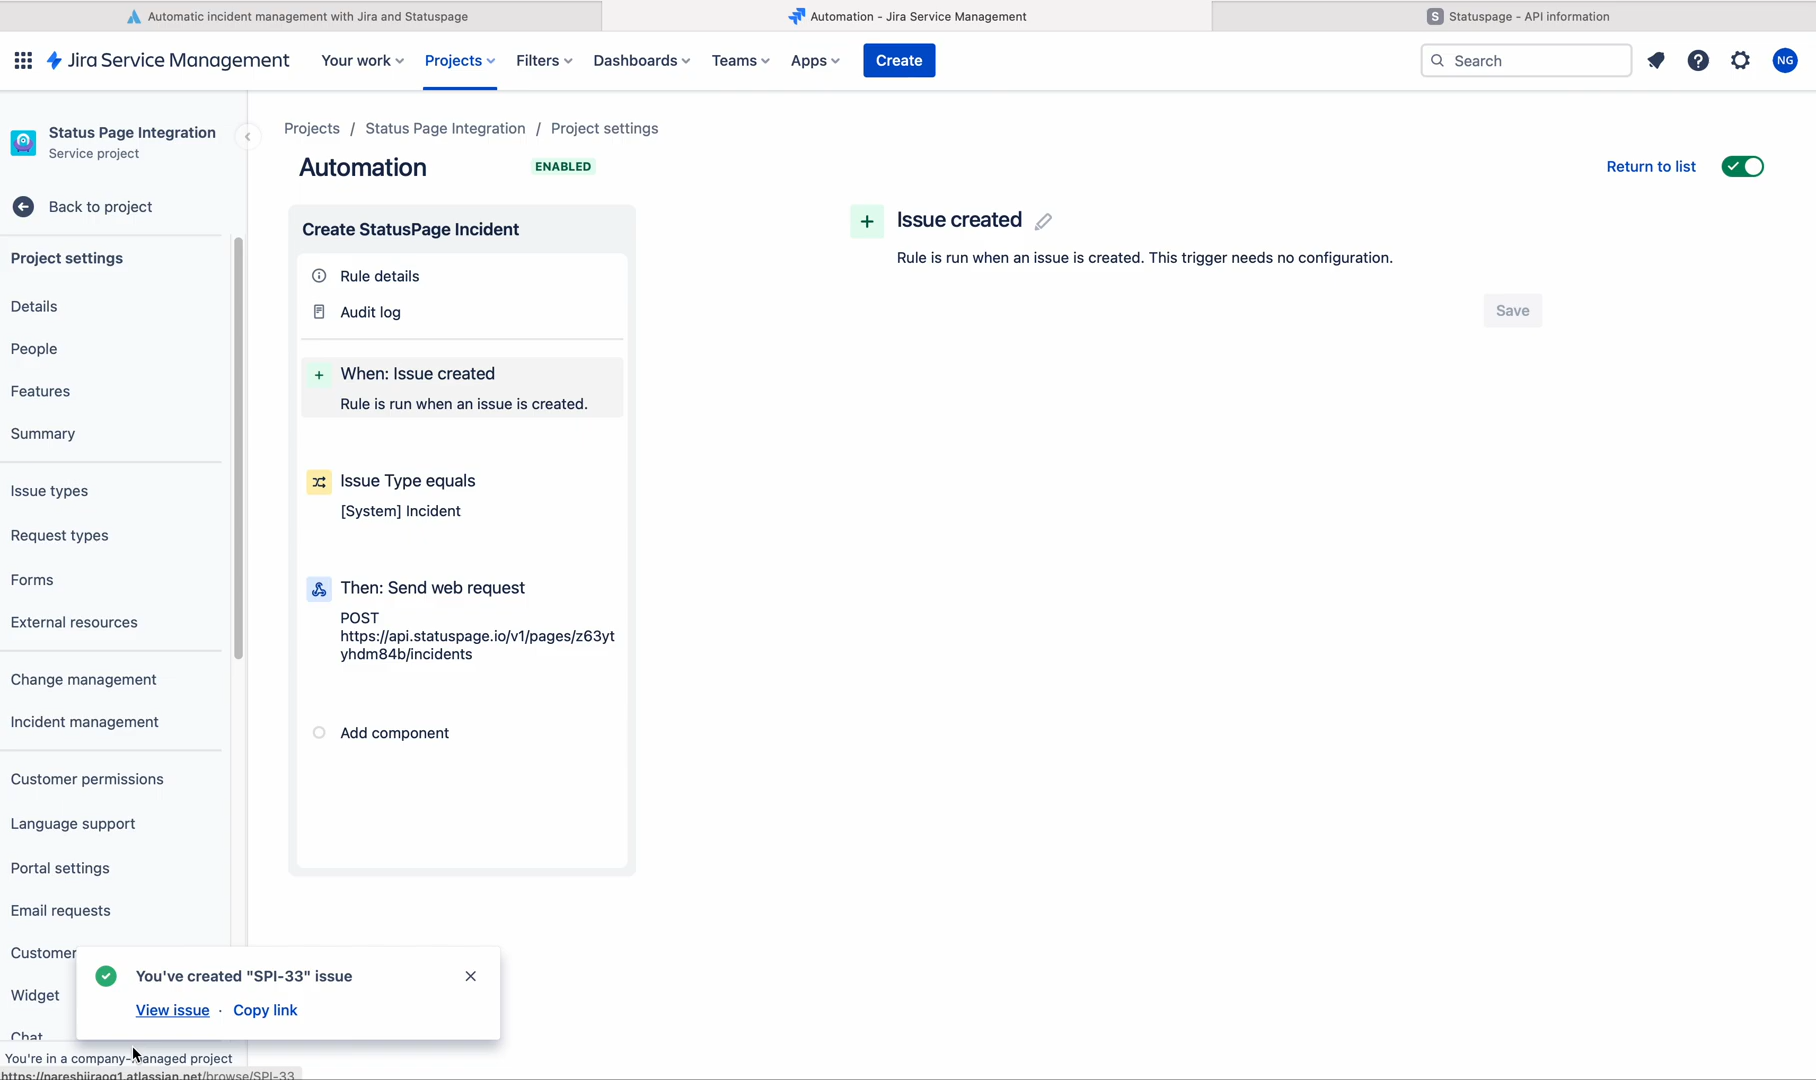 Automatic incident management with Jira and Statuspage
Automation - Jira Service Management
S Statuspage - API information
Jira Service Management
Your work
Projects
Filters
Dashboards
Teams
Apps
Create
Search
NG
Status Page Integration
Service project
Projects / Status Page Integration / Project settings
Automation
ENABLED
Return to list
Back to project
Project settings
Details
People
Features
Summary
Issue types
Request types
Forms
External resources
Change management
Incident management
Customer permissions
Language support
Portal settings
Email requests
Customer
Widget
Chat
Create StatusPage Incident
Rule details
Audit log
When: Issue created
Rule is run when an issue is created.
Issue Type equals
[System] Incident
Then: Send web request
POST
https://api.statuspage.io/v1/pages/z63yt
yhdm84b/incidents
Add component
Issue created
Rule is run when an issue is created. This trigger needs no configuration.
Save
You've created "SPI-33" issue
View issue · Copy link
You're in a company-managed project
https://nareshjiraog1.atlassian.net/browse/SPI-33